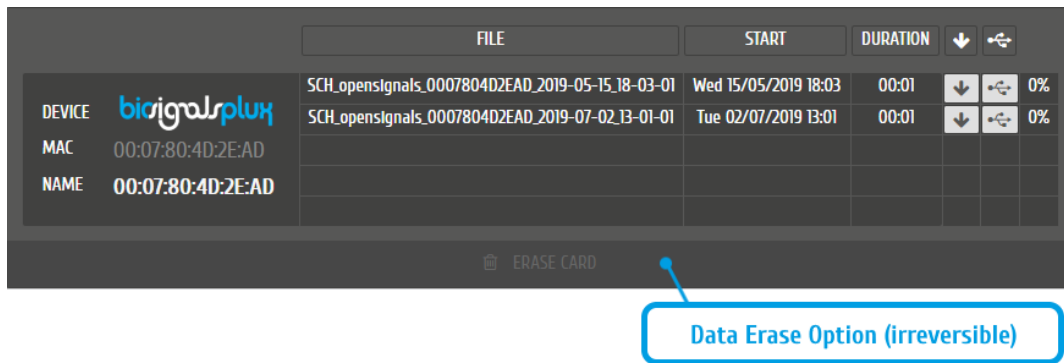 FILE START DURATION
SCH_opensignals_0007804D2EAD_2019-05-15_18-03-01 Wed 15/05/2019 18:03 00:01 0%
DEVICE biosignalsplux SCH_opensignals_0007804D2EAD_2019-07-02_13-01-01 Tue 02/07/2019 13:01 00:01 0%
MAC 00:07:80:4D:2E:AD
NAME 00:07:80:4D:2E:AD
ERASE CARD
Data Erase Option (irreversible)